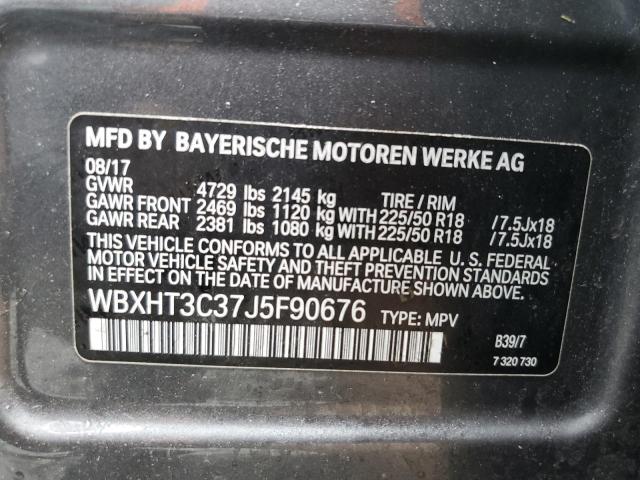 MFD BY BAYERISCHE MOTOREN WERKE AG
08/17
GVWR 4729 lbs 2145 kg TIRE / RIM
GAWR FRONT 2469 lbs 1120 kg WITH 225/50 R18 /7.5Jx18
GAWR REAR 2381 lbs 1080 kg WITH 225/50 R18 /7.5Jx18
THIS VEHICLE CONFORMS TO ALL APPLICABLE U. S. FEDERAL
MOTOR VEHICLE SAFETY AND THEFT PREVENTION STANDARDS
IN EFFECT ON THE DATE OF MANUFACTURE SHOWN ABOVE.
WBXHT3C37J5F90676 TYPE: MPV
B39/7
7 320 730